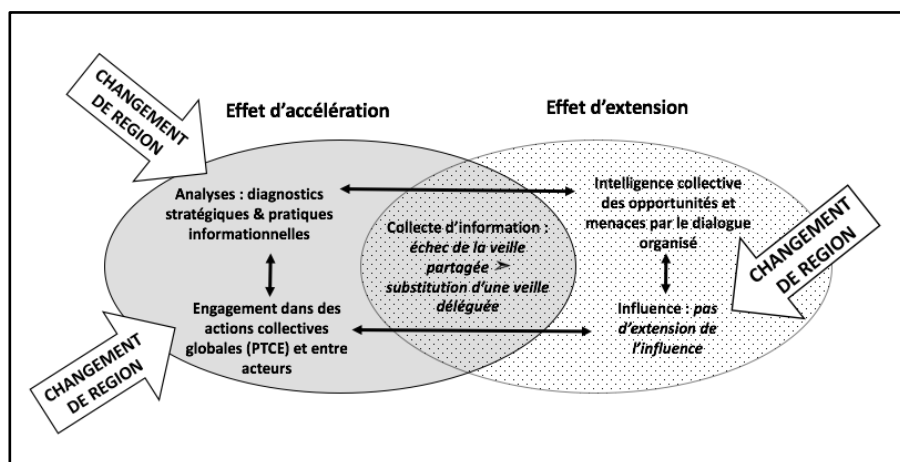 CHANGEMENT
DE REGION
Effet d'accélération
Effet d'extension
Analyses : diagnostics
stratégiques & pratiques
informationnelles
Engagement dans des
actions collectives
globales (PTCE) et entre
acteurs
CHANGEMENT
DE REGION
Collecte d'information :
échec de la veille
partagée ➢
substitution d'une veille
déléguée
Intelligence collective
des opportunités et
menaces par le dialogue
organisé
Influence : pas
d'extension de
l'influence
CHANGEMENT
DE REGION